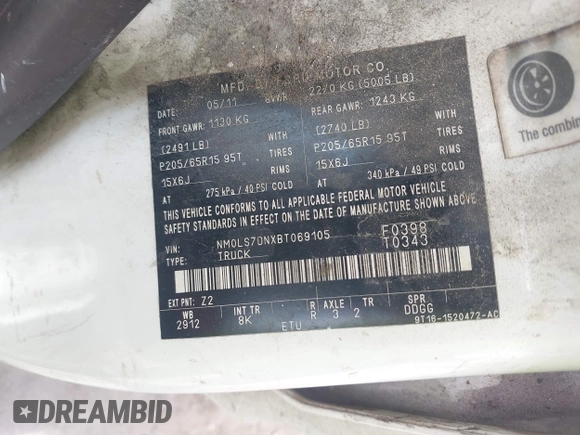 MFD. MOTOR CO.
DATE: 05/11 GVWR 2270 KG (5005 LB)
FRONT GAWR: 1130 KG REAR GAWR: 1243 KG
(2491 LB) WITH (2740 LB) WITH
P205/65R15 95T TIRES P205/65R15 95T TIRES
15X6J RIMS 15X6J RIMS
AT 275 kPa / 40 PSI COLD AT 340 kPa / 49 PSI COLD
THIS VEHICLE CONFORMS TO ALL APPLICABLE FEDERAL MOTOR VEHICLE
SAFETY STANDARDS IN EFFECT ON THE DATE OF MANUFACTURE SHOWN ABOVE.
VIN: NM0LS7DNXBT069105 F0398
TYPE: TRUCK T0343
EXT PNT: Z2
WB INT TR R AXLE TR SPR
2912 8K R 3 2 DDGG
ETU 9T16-1520472-AC
The combin
DREAMBID